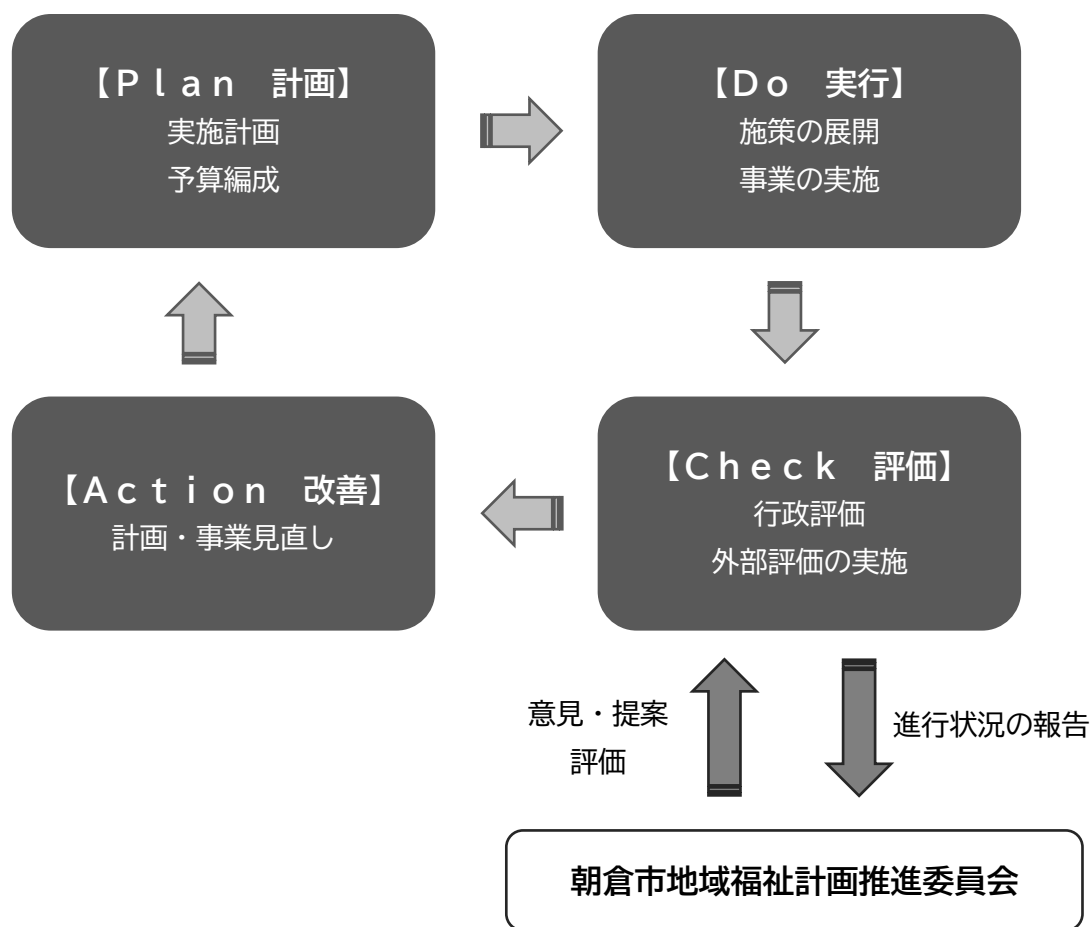 【Ｐｌａｎ　計画】
実施計画
予算編成
【Ｄｏ　実行】
施策の展開
事業の実施
【Ａｃｔｉｏｎ　改善】
計画・事業見直し
【Ｃｈｅｃｋ　評価】
行政評価
外部評価の実施
意見・提案
評価
進行状況の報告
朝倉市地域福祉計画推進委員会